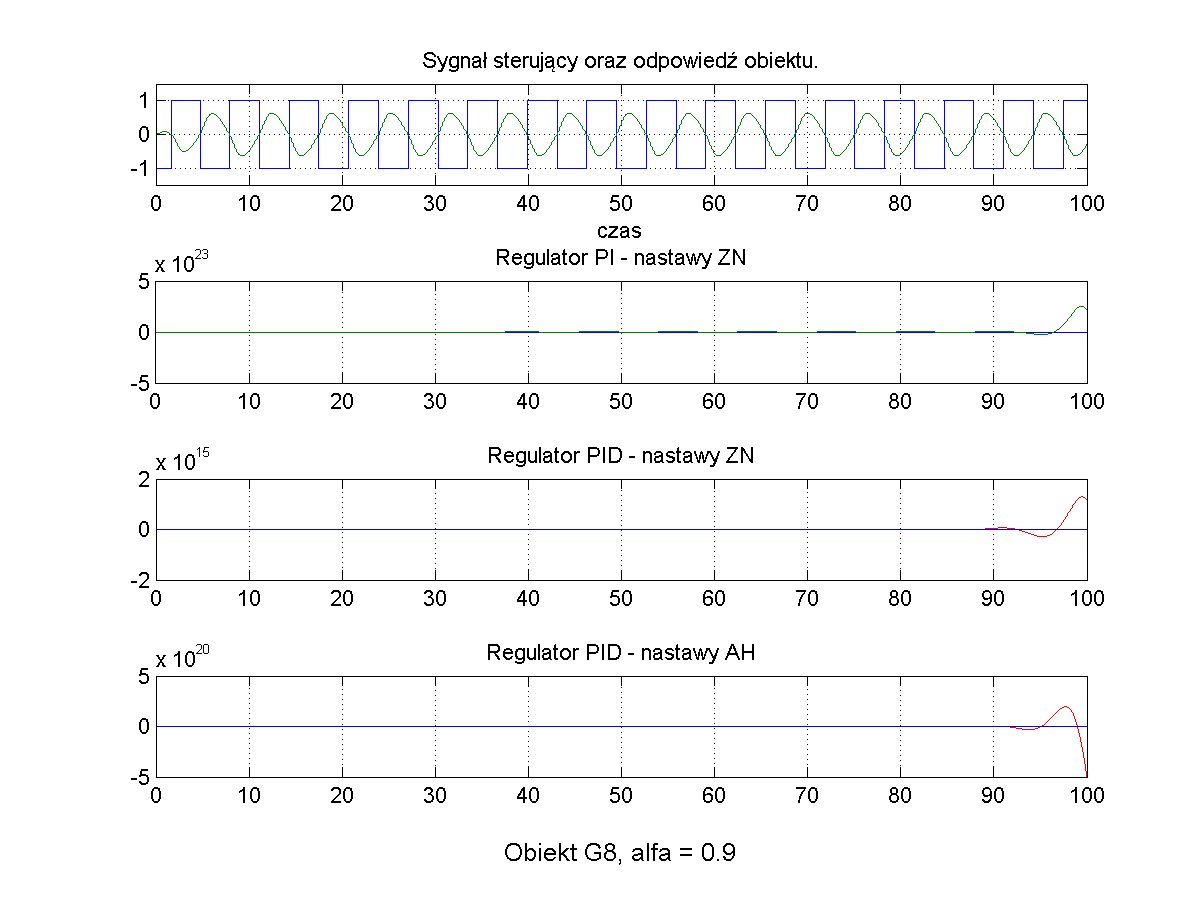 Sygnał sterujący oraz odpowiedź obiektu.
1
0
-1
0 10 20 30 40 50 60 70 80 90 100
czas
Regulator PI - nastawy ZN
x 10^23
5
0
-5
0 10 20 30 40 50 60 70 80 90 100
Regulator PID - nastawy ZN
x 10^15
2
0
-2
0 10 20 30 40 50 60 70 80 90 100
Regulator PID - nastawy AH
x 10^20
5
0
-5
0 10 20 30 40 50 60 70 80 90 100
Obiekt G8, alfa = 0.9